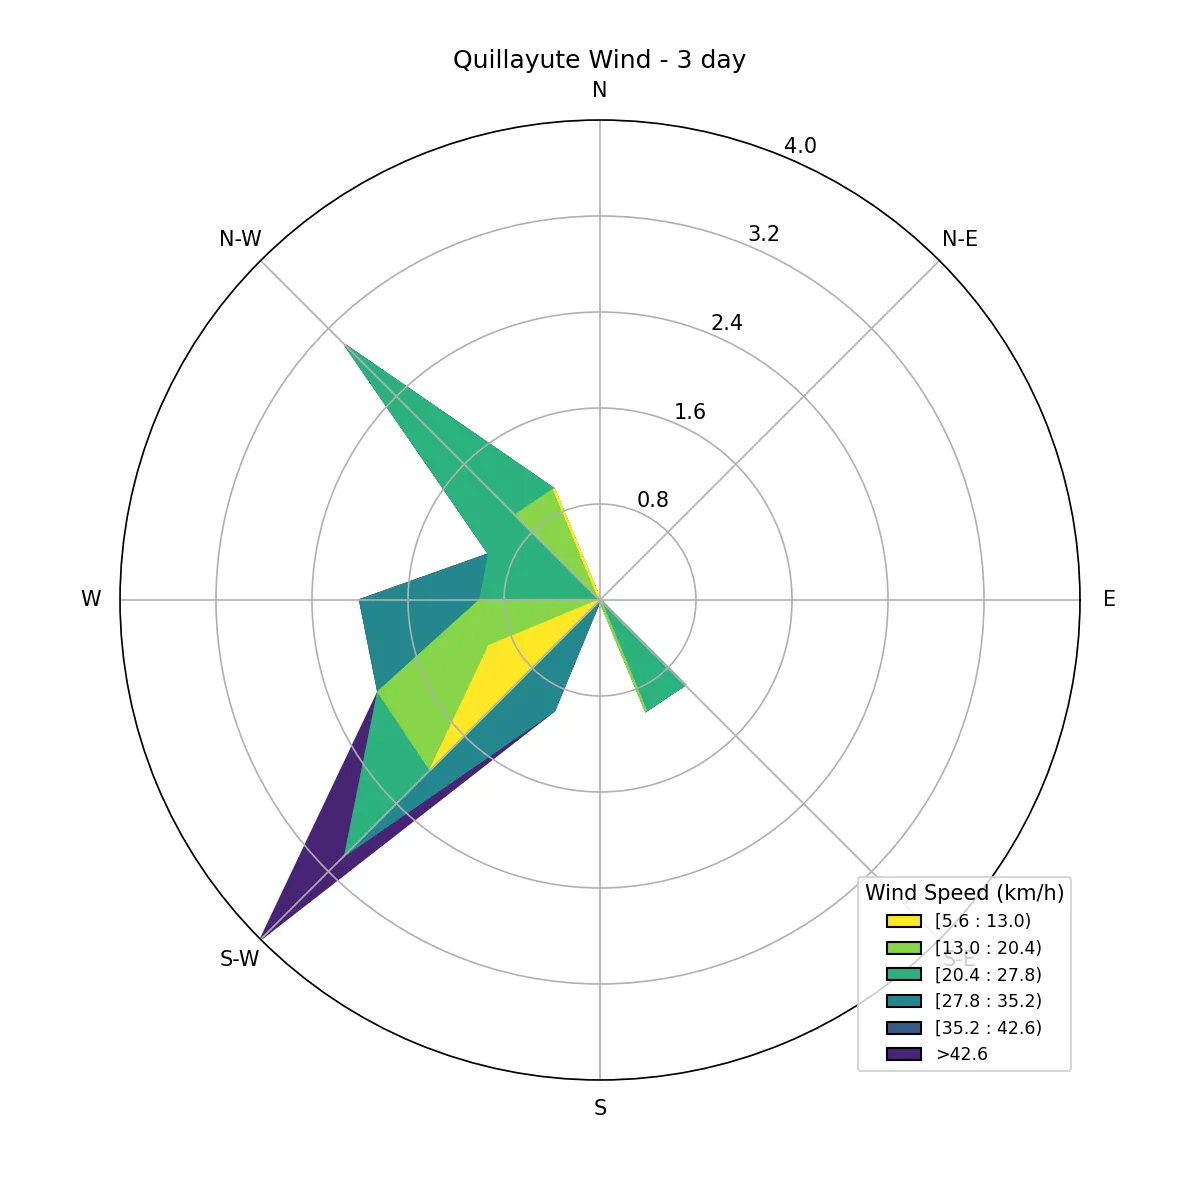 Quillayute Wind - 3 day
N
4.0
N-W
3.2
N-E
2.4
1.6
0.8
W
E
S-W
S-E
Wind Speed (km/h)
[5.6 : 13.0)
[13.0 : 20.4)
[20.4 : 27.8)
[27.8 : 35.2)
[35.2 : 42.6)
>42.6
S